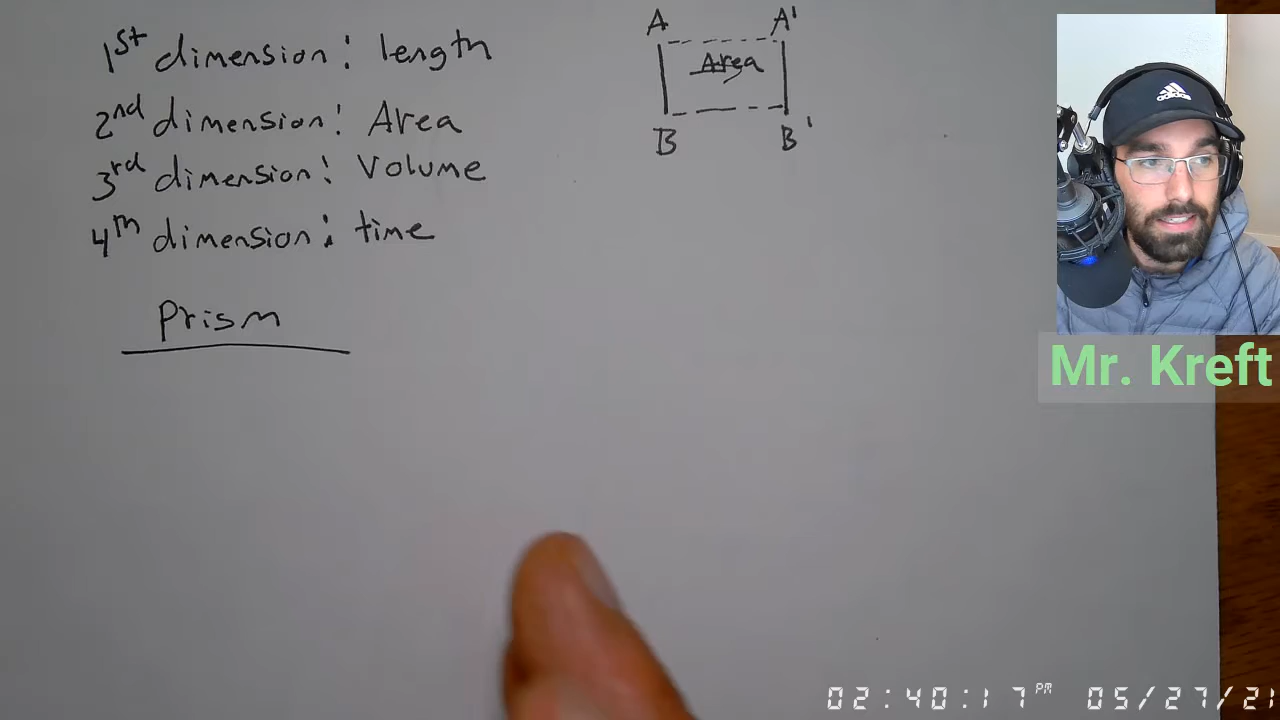 1st dimension: length
2nd dimension: Area
3rd dimension: Volume
4th dimension: time
Prism
A A'
Area
B B'
adidas
Mr. Kreft
02:40:17 PM 05/27/21